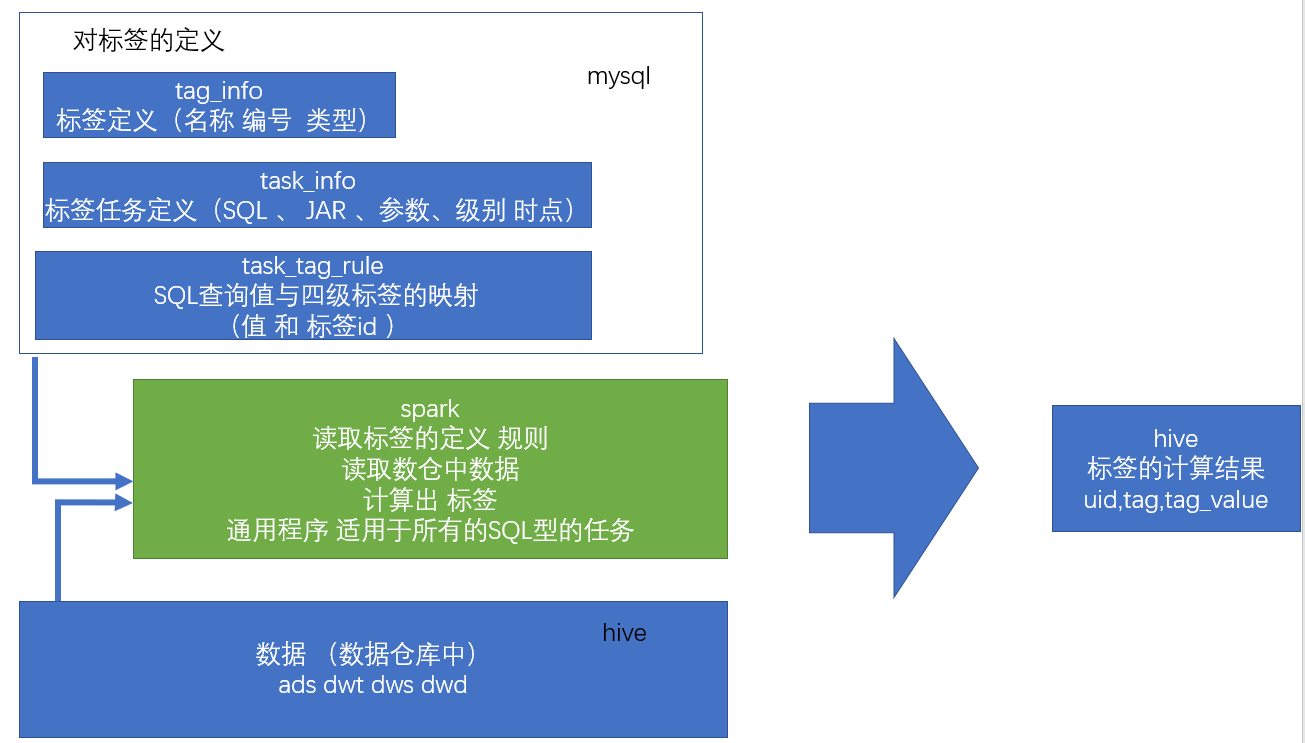 对标签的定义
mysql
tag_info
标签定义（名称 编号 类型）
task_info
标签任务定义（SQL 、 JAR 、参数、级别 时点）
task_tag_rule
SQL查询值与四级标签的映射
（值 和 标签id ）
spark
读取标签的定义 规则
读取数仓中数据
计算出 标签
通用程序 适用于所有的SQL型的任务
hive
标签的计算结果
uid,tag,tag_value
hive
数据 （数据仓库中）
ads dwt dws dwd